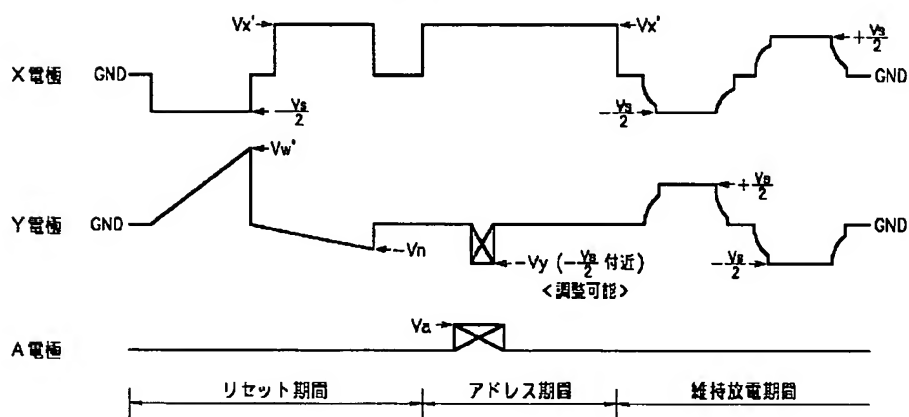 Vx' Vx' +Vs/2
X電極 GND GND
-Vs/2 -Vs/2
Vw' +Vs/2
Y電極 GND GND
-Vn -Vy (-Vs/2 付近) -Vs/2
<調整可能>
Va
A電極
リセット期間 アドレス期間 維持放電期間